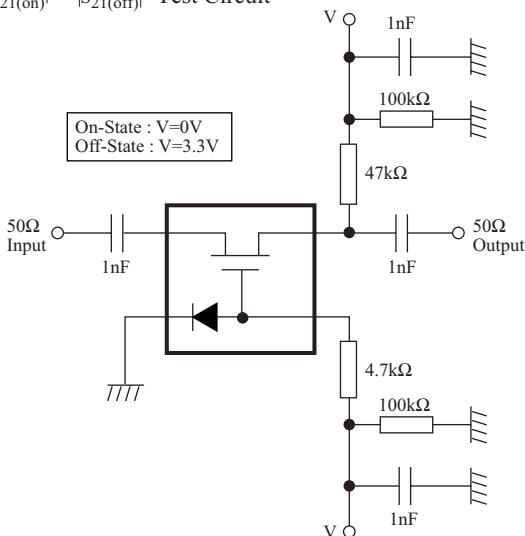 21(on)| |S21(off)| Test Circuit
V
1nF
100kΩ
On-State : V=0V
Off-State : V=3.3V
47kΩ
50Ω
Input
1nF
1nF
50Ω
Output
4.7kΩ
100kΩ
1nF
V